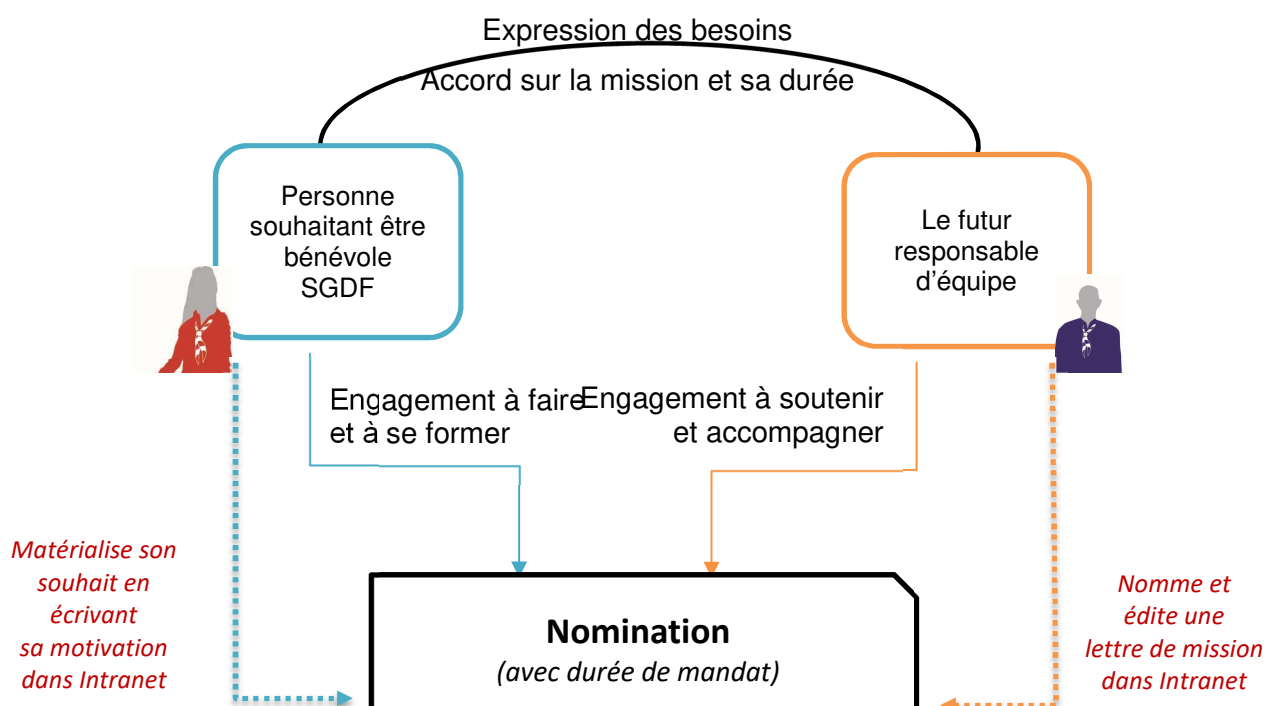 Expression des besoins
Accord sur la mission et sa durée
Personne
souhaitant être
bénévole
SGDF
Le futur
responsable
d'équipe
Engagement à faire
et à se former
Engagement à soutenir
et accompagner
Matérialise son
souhait en
écrivant
sa motivation
dans Intranet
Nomination
(avec durée de mandat)
Nomme et
édite une
lettre de mission
dans Intranet